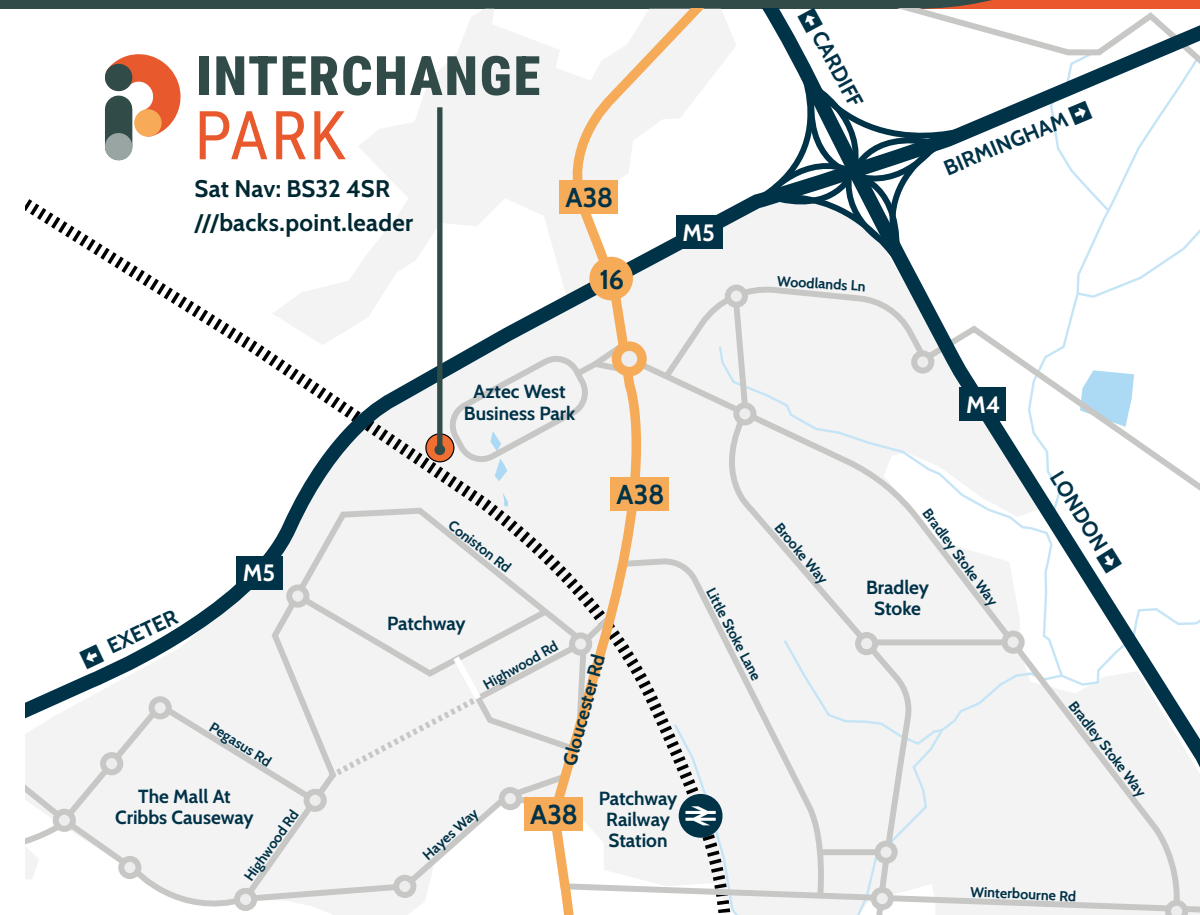 INTERCHANGE
PARK
Sat Nav: BS32 4SR
///backs.point.leader
CARDIFF
BIRMINGHAM
A38
M5
16
Woodlands Ln
Aztec West
Business Park
M4
A38
LONDON
Coniston Rd
Brooke Way
Bradley Stoke Way
M5
Bradley
Stoke
Little Stoke Lane
EXETER
Patchway
Highwood Rd
Gloucester Rd
Pegasus Rd
Bradley Stoke Way
The Mall At
Cribbs Causeway
Highwood Rd
Hayes Way
A38
Patchway
Railway
Station
Winterbourne Rd